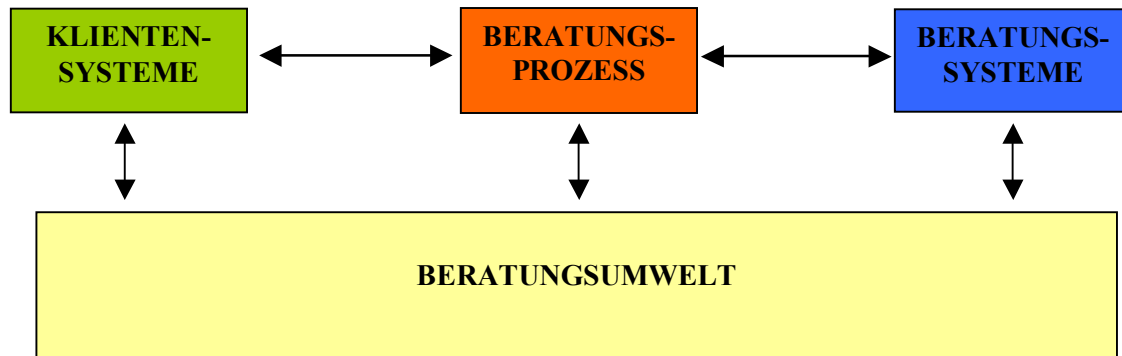 KLIENTEN-
SYSTEME
BERATUNGS-
PROZESS
BERATUNGS-
SYSTEME
BERATUNGSUMWELT